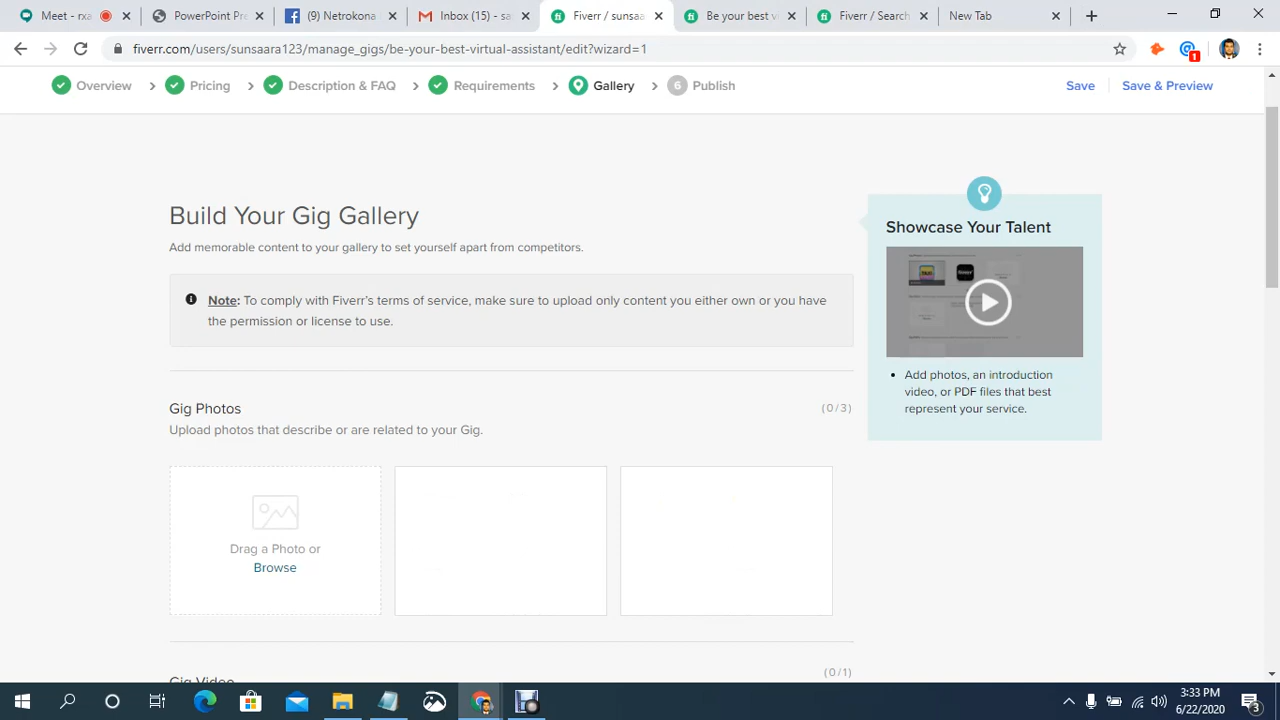 Meet - rxa
PowerPoint Pre
(9) Netrokona
Inbox (15) - sa
Fiverr / sunsaa
Be your best vi
Fiverr / Search
New Tab
fiverr.com/users/sunsaara123/manage_gigs/be-your-best-virtual-assistant/edit?wizard=1
1
Overview
Pricing
Description & FAQ
Requirements
Gallery
6 Publish
Save
Save & Preview
Build Your Gig Gallery
Add memorable content to your gallery to set yourself apart from competitors.
Note: To comply with Fiverr's terms of service, make sure to upload only content you either own or you have
the permission or license to use.
Showcase Your Talent
• Add photos, an introduction
video, or PDF files that best
represent your service.
Gig Photos
(0/3)
Upload photos that describe or are related to your Gig.
Drag a Photo or
Browse
Gig Video
(0/1)
3:33 PM
6/22/2020
3